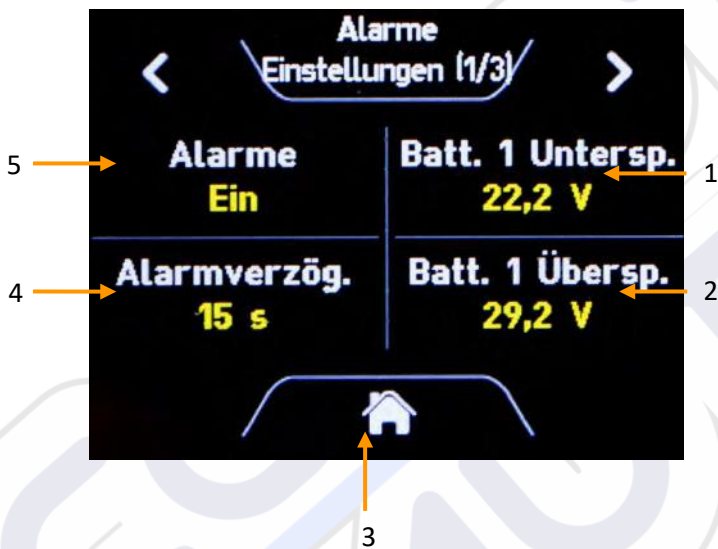 Alarme
Einstellungen (1/3)
5
Alarme
Ein
Batt. 1 Untersp.
22,2 V
1
4
Alarmverzög.
15 s
Batt. 1 Übersp.
29,2 V
2
3